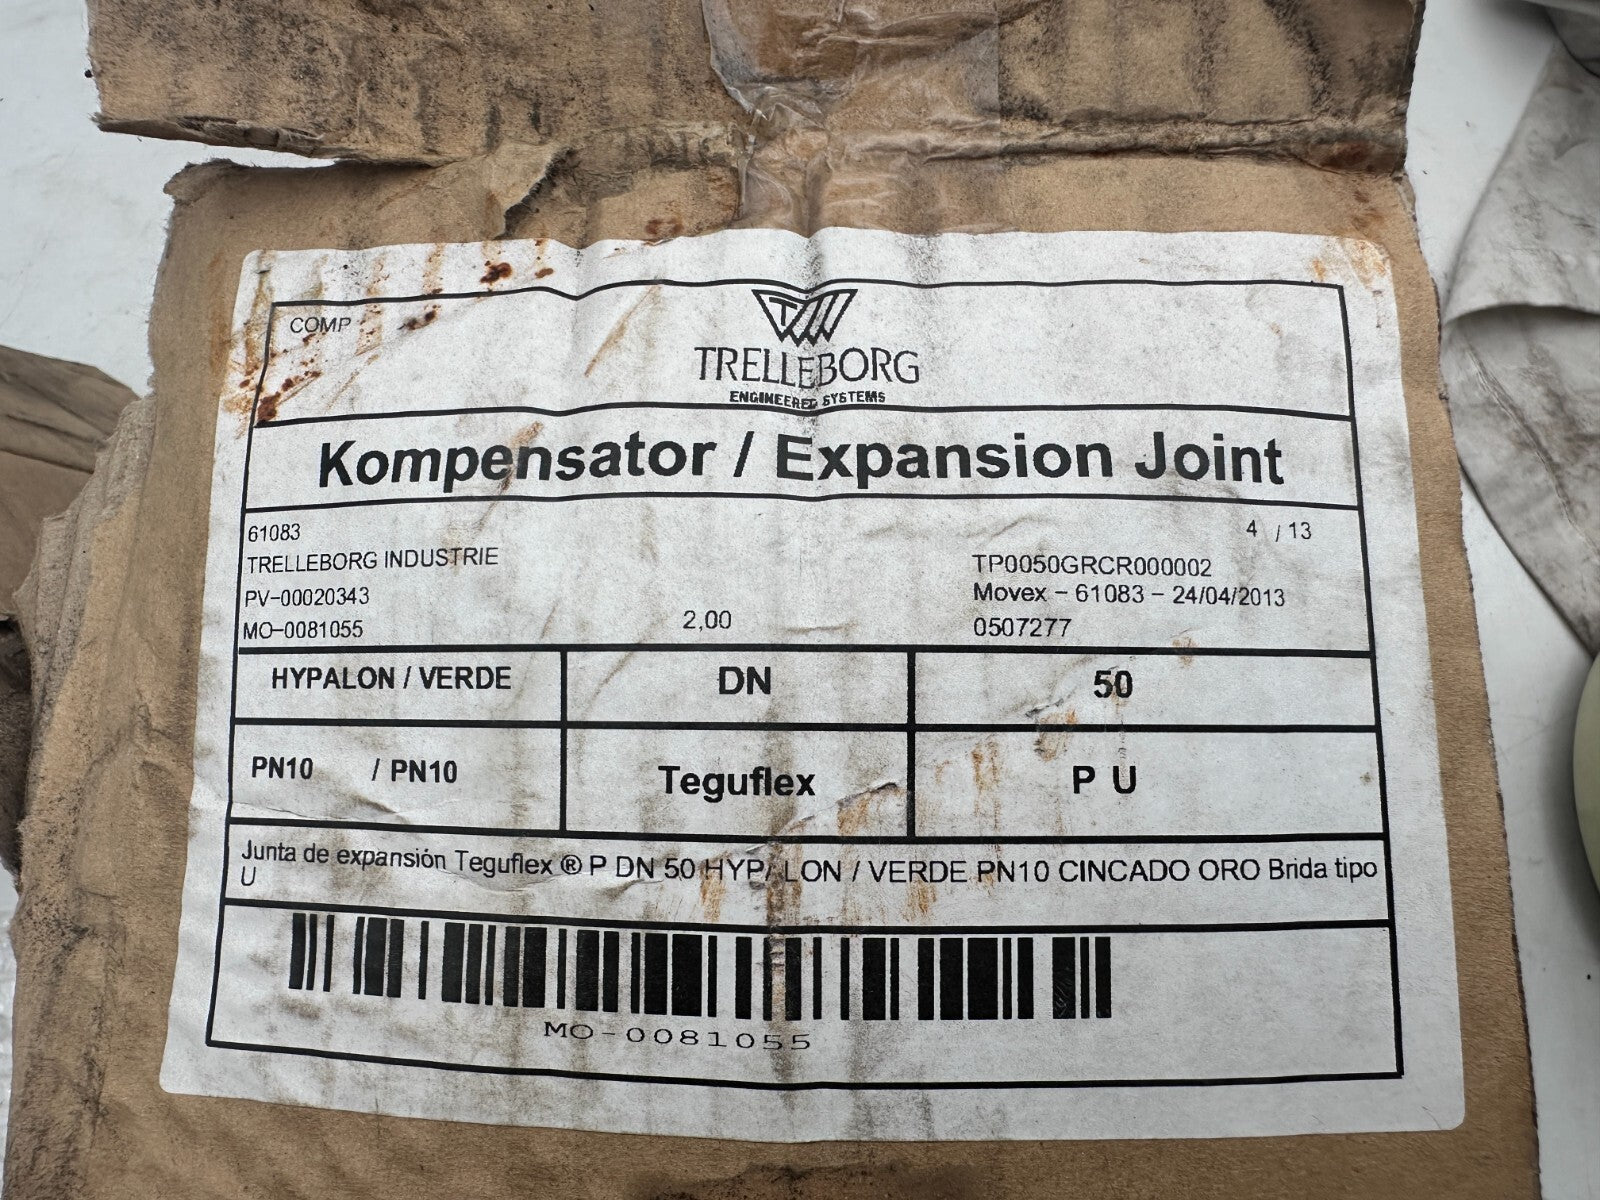 COMP
TRELLEBORG
ENGINEERED SYSTEMS
Kompensator / Expansion Joint
61083
4 / 13
TRELLEBORG INDUSTRIE
TP0050GRCR000002
PV-00020343
Movex - 61083 - 24/04/2013
MO-0081055
2,00
0507277
HYPALON / VERDE
DN
50
PN10 / PN10
Teguflex
P U
Junta de expansión Teguflex ® P DN 50 HYPALON / VERDE PN10 CINCADO ORO Brida tipo
U
MO-0081055